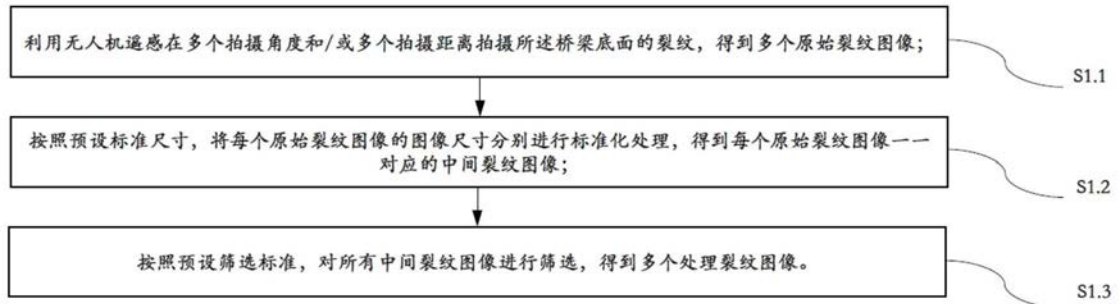 利用无人机遥感在多个拍摄角度和/或多个拍摄距离拍摄所述桥梁底面的裂纹，得到多个原始裂纹图像；
S1.1
按照预设标准尺寸，将每个原始裂纹图像的图像尺寸分别进行标准化处理，得到每个原始裂纹图像一一
对应的中间裂纹图像；
S1.2
按照预设筛选标准，对所有中间裂纹图像进行筛选，得到多个处理裂纹图像。
S1.3